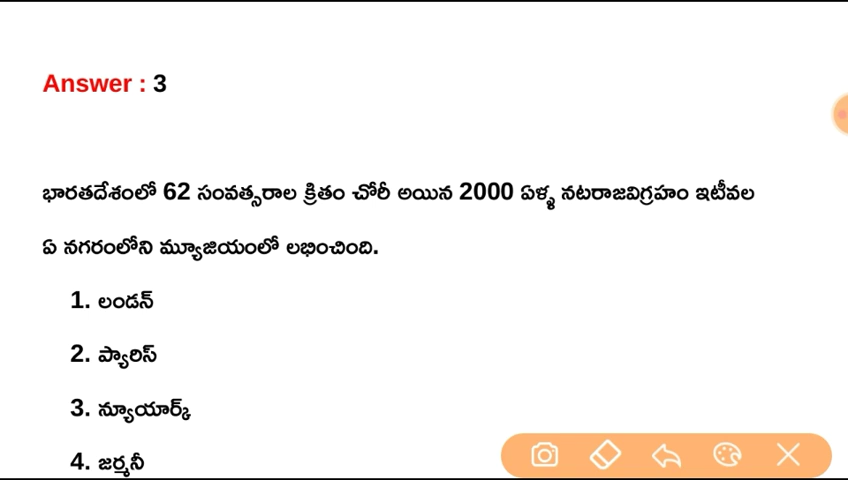 Answer : 3
భారతదేశంలో 62 సంవత్సరాల క్రితం చోరీ అయిన 2000 ఏళ్ళ నటరాజవిగ్రహం ఇటీవల
ఏ నగరంలోని మ్యూజియంలో లభించింది.
1. లండన్
2. ప్యారిస్
3. న్యూయార్క్
4. జర్మనీ